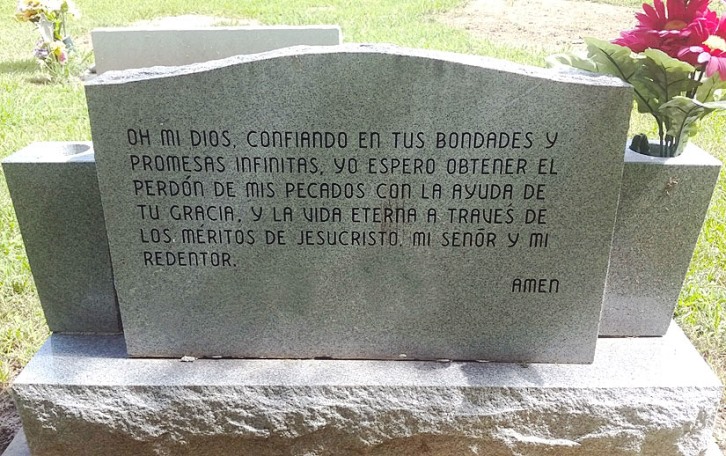 OH MI DIOS, CONFIANDO EN TUS BONDADES Y
PROMESAS INFINITAS, YO ESPERO OBTENER EL
PERDÓN DE MIS PECADOS CON LA AYUDA DE
TU GRACIA, Y LA VIDA ETERNA A TRAVÉS DE
LOS MÉRITOS DE JESUCRISTO, MI SENÓR Y MI
REDENTOR.
AMEN